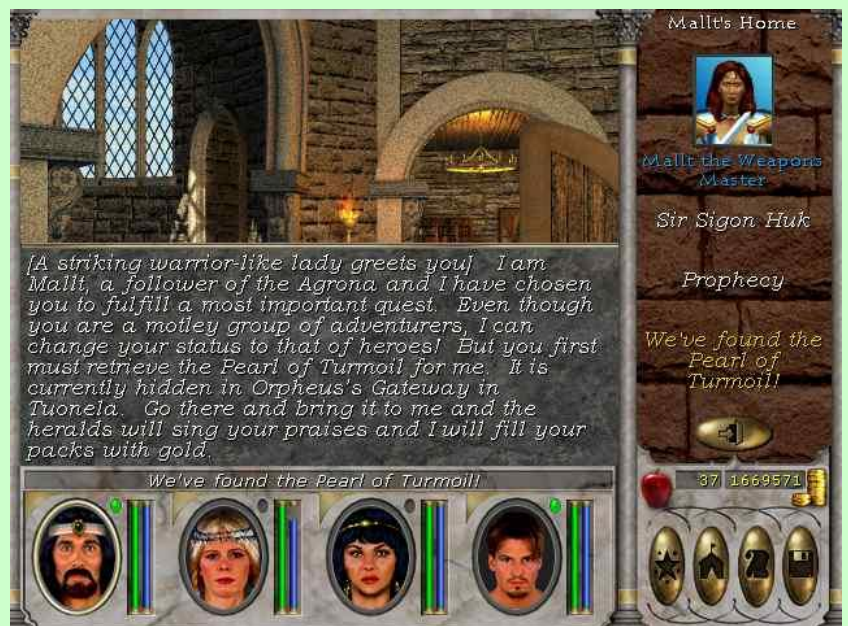 Mallt's Home
Mallt the Weapons
Master
Sir Sigon Huk
Prophecy
We've found the
Pearl of
Turmoil!
[A striking warrior-like lady greets you]  I am
Mallt, a follower of the Agrona and I have chosen
you to fulfill a most important quest.  Even though
you are a motley group of adventurers, I can
change your status to that of heroes!  But you first
must retrieve the Pearl of Turmoil for me.  It is
currently hidden in Orpheus's Gateway in
Tuonela.  Go there and bring it to me and the
heralds will sing your praises and I will fill your
packs with gold.
We've found the Pearl of Turmoil!
37 1669571